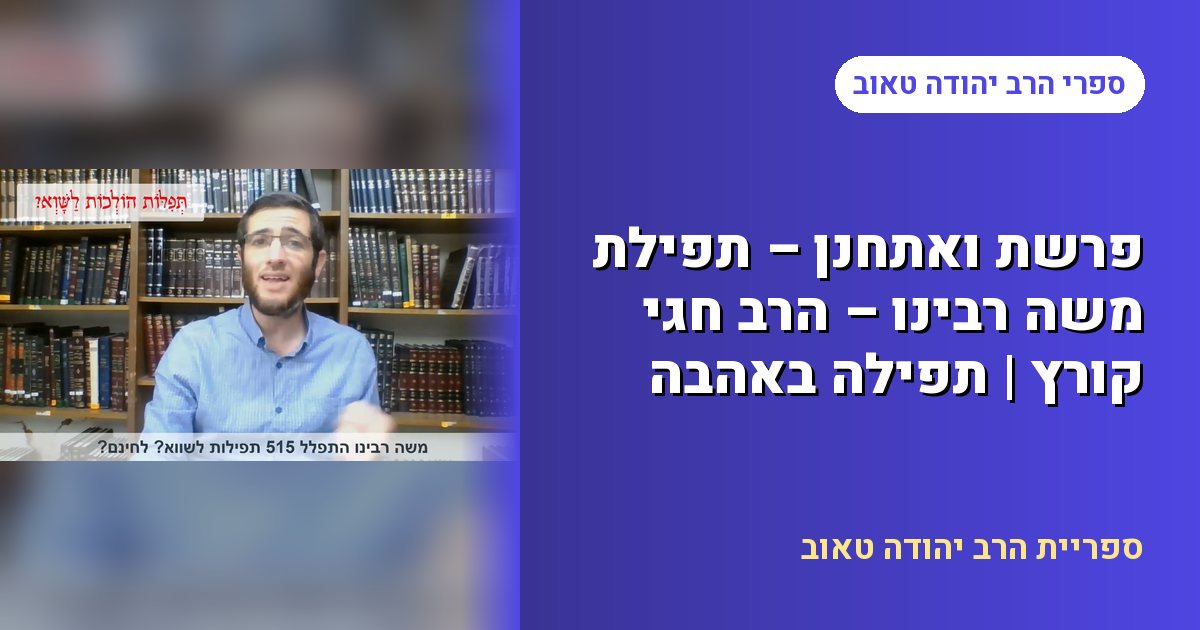 ספרי הרב יהודה טאוב
פרשת ואתחנן – תפילת
משה רבינו – הרב חגי
קורץ | תפילה באהבה
ספריית הרב יהודה טאוב
תְּפִלּוֹת הוֹלְכוֹת לַשָּׁוְא?
משה רבינו התפלל 515 תפילות לשווא? לחינם?